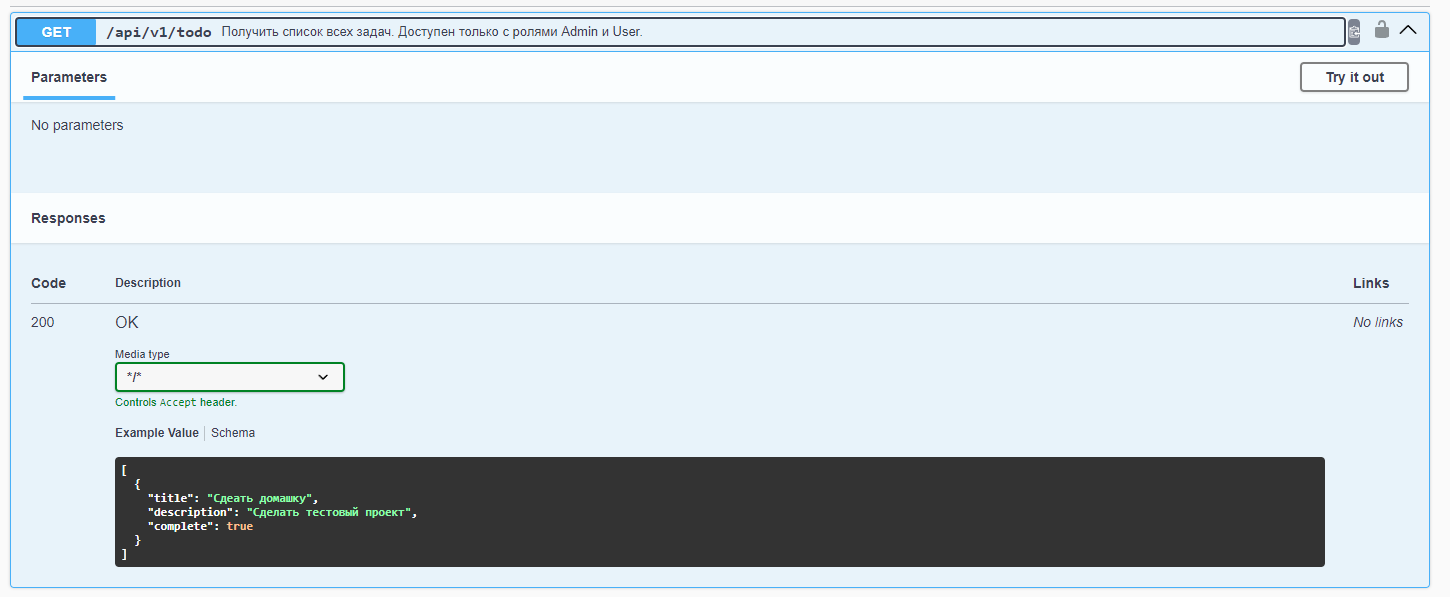 GET /api/v1/todo Получить список всех задач. Доступен только с ролями Admin и User.
Parameters
Try it out
No parameters
Responses
Code Description Links
200 OK No links
Media type
*/*
Controls Accept header.
Example Value Schema
[
{
"title": "Сдеать домашку",
"description": "Сделать тестовый проект",
"complete": true
}
]